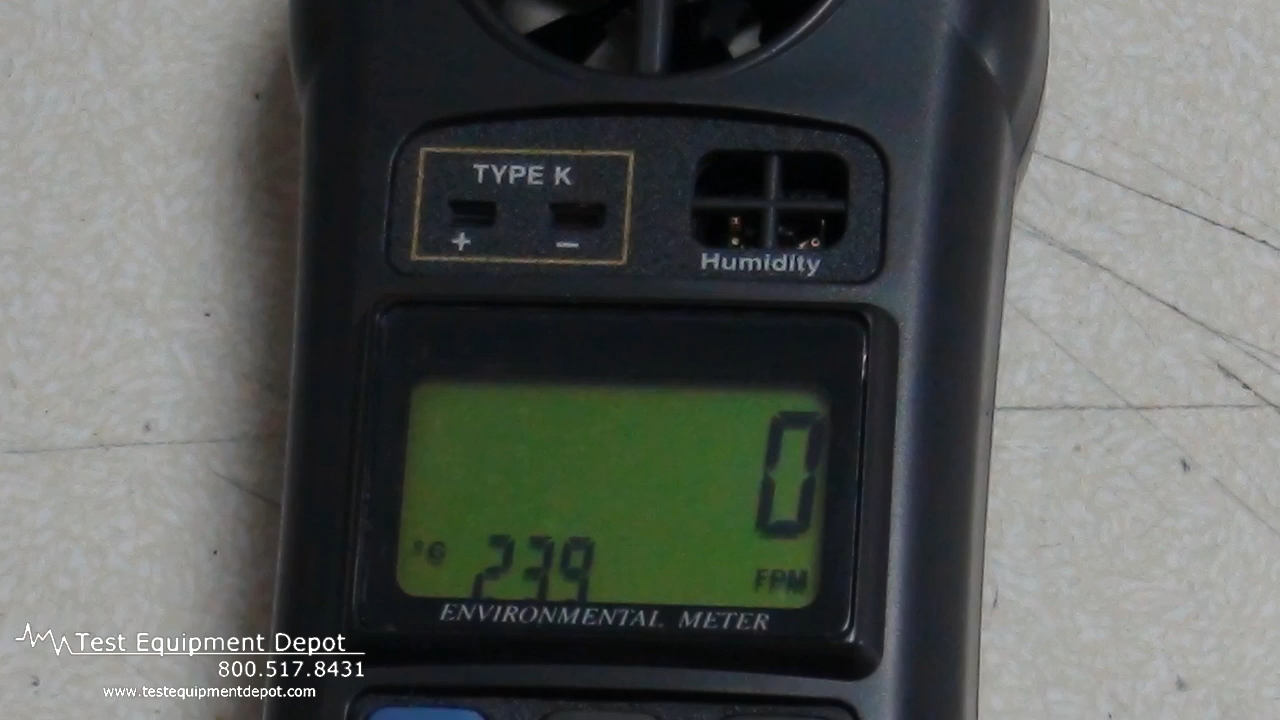 TYPE K
+ −
Humidity
0
°C 239
FPM
ENVIRONMENTAL METER
Test Equipment Depot
800.517.8431
www.testequipmentdepot.com